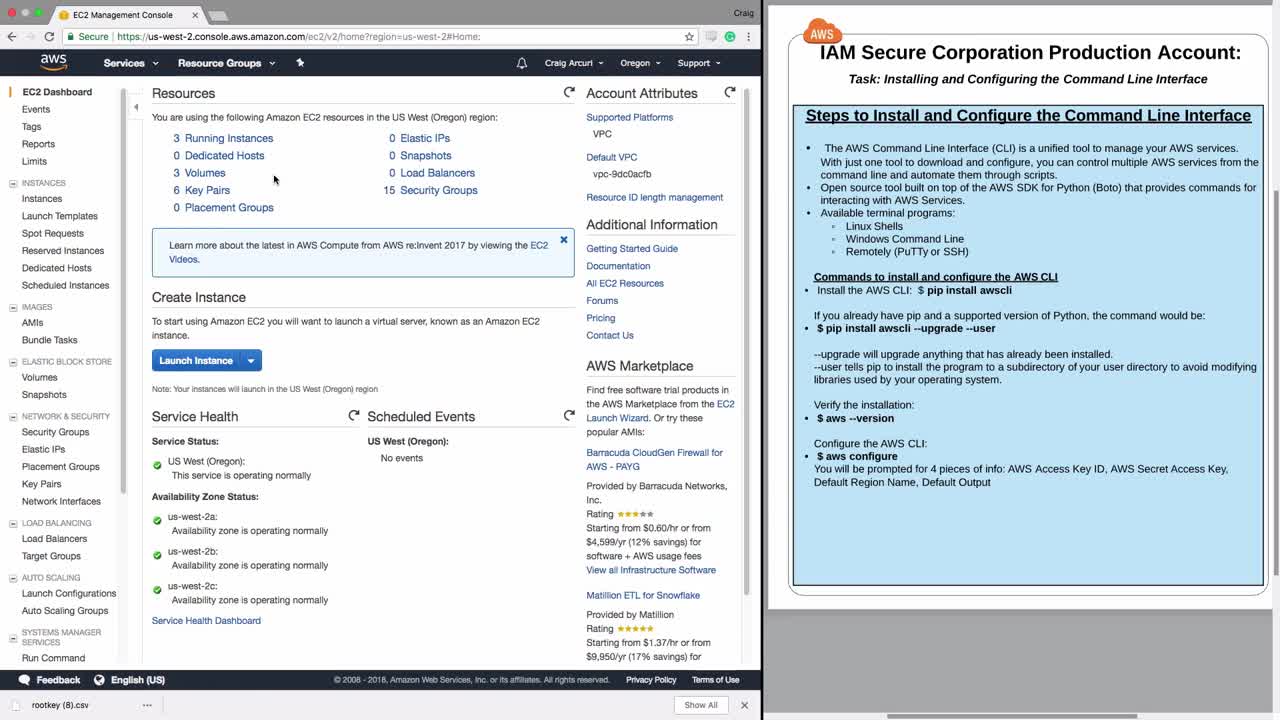 EC2 Management Console
Craig
Secure
https://us-west-2.console.aws.amazon.com/ec2/v2/home?region=us-west-2#Home:
aws
Services
Resource Groups
Craig Arcuri
Oregon
Support
EC2 Dashboard
Events
Tags
Reports
Limits
INSTANCES
Instances
Launch Templates
Spot Requests
Reserved Instances
Dedicated Hosts
Scheduled Instances
IMAGES
AMIs
Bundle Tasks
ELASTIC BLOCK STORE
Volumes
Snapshots
NETWORK & SECURITY
Security Groups
Elastic IPs
Placement Groups
Key Pairs
Network Interfaces
LOAD BALANCING
Load Balancers
Target Groups
AUTO SCALING
Launch Configurations
Auto Scaling Groups
SYSTEMS MANAGER
SERVICES
Run Command
Resources
You are using the following Amazon EC2 resources in the US West (Oregon) region:
3 Running Instances
0 Elastic IPs
0 Dedicated Hosts
0 Snapshots
3 Volumes
0 Load Balancers
6 Key Pairs
15 Security Groups
0 Placement Groups
Learn more about the latest in AWS Compute from AWS re:Invent 2017 by viewing the EC2
Videos.
Create Instance
To start using Amazon EC2 you will want to launch a virtual server, known as an Amazon EC2
instance.
Launch Instance
Note: Your instances will launch in the US West (Oregon) region
Service Health
Service Status:
US West (Oregon):
This service is operating normally
Availability Zone Status:
us-west-2a:
Availability zone is operating normally
us-west-2b:
Availability zone is operating normally
us-west-2c:
Availability zone is operating normally
Service Health Dashboard
Scheduled Events
US West (Oregon):
No events
Account Attributes
Supported Platforms
VPC
Default VPC
vpc-9dc0acfb
Resource ID length management
Additional Information
Getting Started Guide
Documentation
All EC2 Resources
Forums
Pricing
Contact Us
AWS Marketplace
Find free software trial products in
the AWS Marketplace from the EC2
Launch Wizard. Or try these
popular AMIs:
Barracuda CloudGen Firewall for
AWS - PAYG
Provided by Barracuda Networks,
Inc.
Rating
Starting from $0.60/hr or from
$4,599/yr (12% savings) for
software + AWS usage fees
View all Infrastructure Software
Matillion ETL for Snowflake
Provided by Matillion
Rating
Starting from $1.37/hr or from
$9,950/yr (17% savings) for
Feedback
English (US)
© 2008 - 2018, Amazon Web Services, Inc. or its affiliates. All rights reserved.
Privacy Policy
Terms of Use
rootkey (8).csv
Show All
AWS
IAM Secure Corporation Production Account:
Task: Installing and Configuring the Command Line Interface
Steps to Install and Configure the Command Line Interface
• The AWS Command Line Interface (CLI) is a unified tool to manage your AWS services.
With just one tool to download and configure, you can control multiple AWS services from the
command line and automate them through scripts.
• Open source tool built on top of the AWS SDK for Python (Boto) that provides commands for
interacting with AWS Services.
• Available terminal programs:
◦ Linux Shells
◦ Windows Command Line
◦ Remotely (PuTTy or SSH)
Commands to install and configure the AWS CLI
• Install the AWS CLI: $ pip install awscli
If you already have pip and a supported version of Python, the command would be:
• $ pip install awscli --upgrade --user
--upgrade will upgrade anything that has already been installed.
--user tells pip to install the program to a subdirectory of your user directory to avoid modifying
libraries used by your operating system.
Verify the installation:
• $ aws --version
Configure the AWS CLI:
• $ aws configure
You will be prompted for 4 pieces of info: AWS Access Key ID, AWS Secret Access Key,
Default Region Name, Default Output